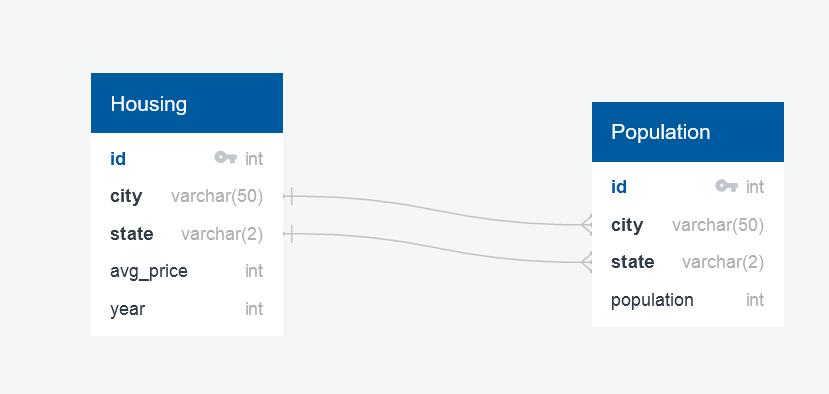 Housing
id int
city varchar(50)
state varchar(2)
avg_price int
year int
Population
id int
city varchar(50)
state varchar(2)
population int